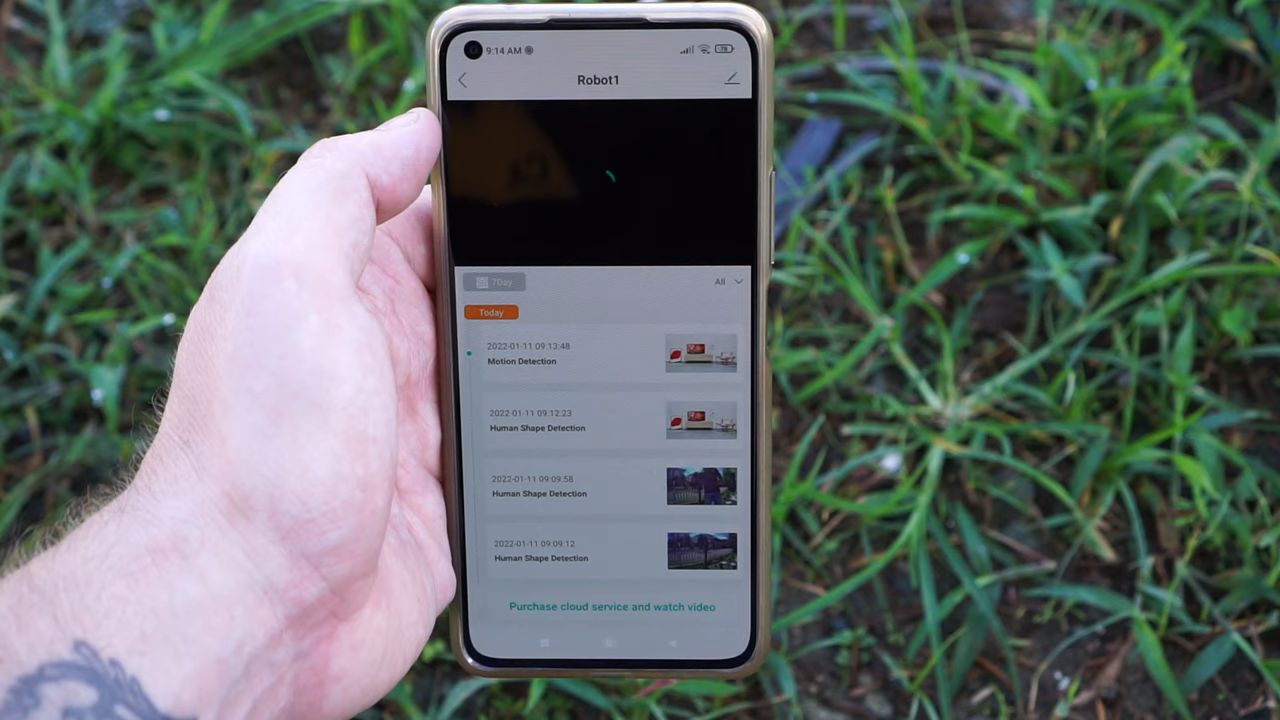 9:14 AM
78
Robot1
7Day
All
Today
2022-01-11 09:13:48
Motion Detection
2022-01-11 09:12:23
Human Shape Detection
2022-01-11 09:09:58
Human Shape Detection
2022-01-11 09:09:12
Human Shape Detection
Purchase cloud service and watch video